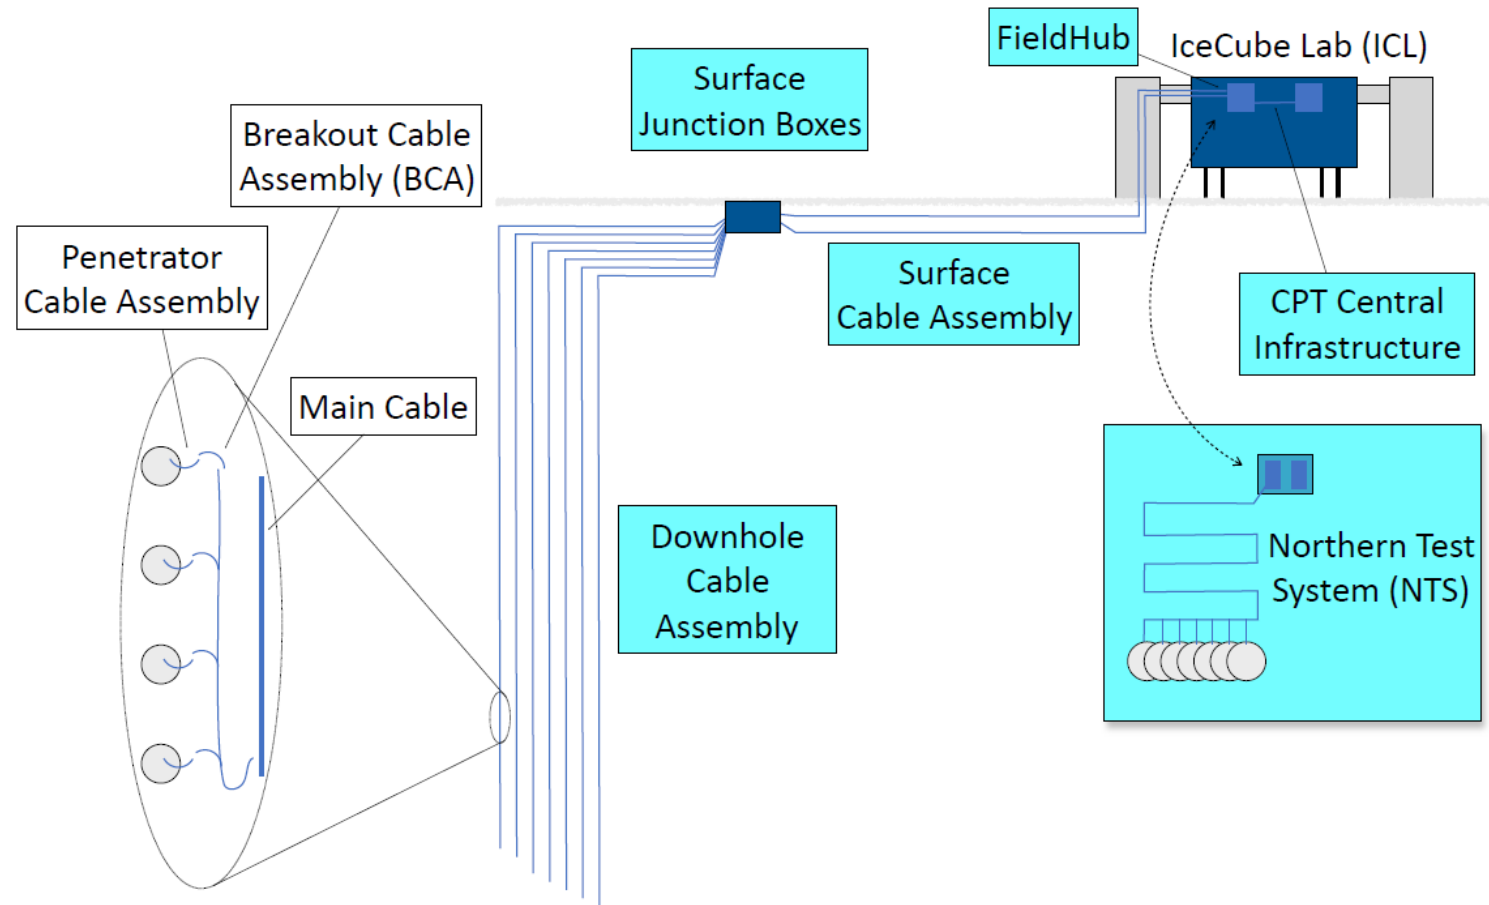 FieldHub
IceCube Lab (ICL)
Surface
Junction Boxes
Breakout Cable
Assembly (BCA)
Penetrator
Cable Assembly
Surface
Cable Assembly
CPT Central
Infrastructure
Main Cable
Downhole
Cable
Assembly
Northern Test
System (NTS)